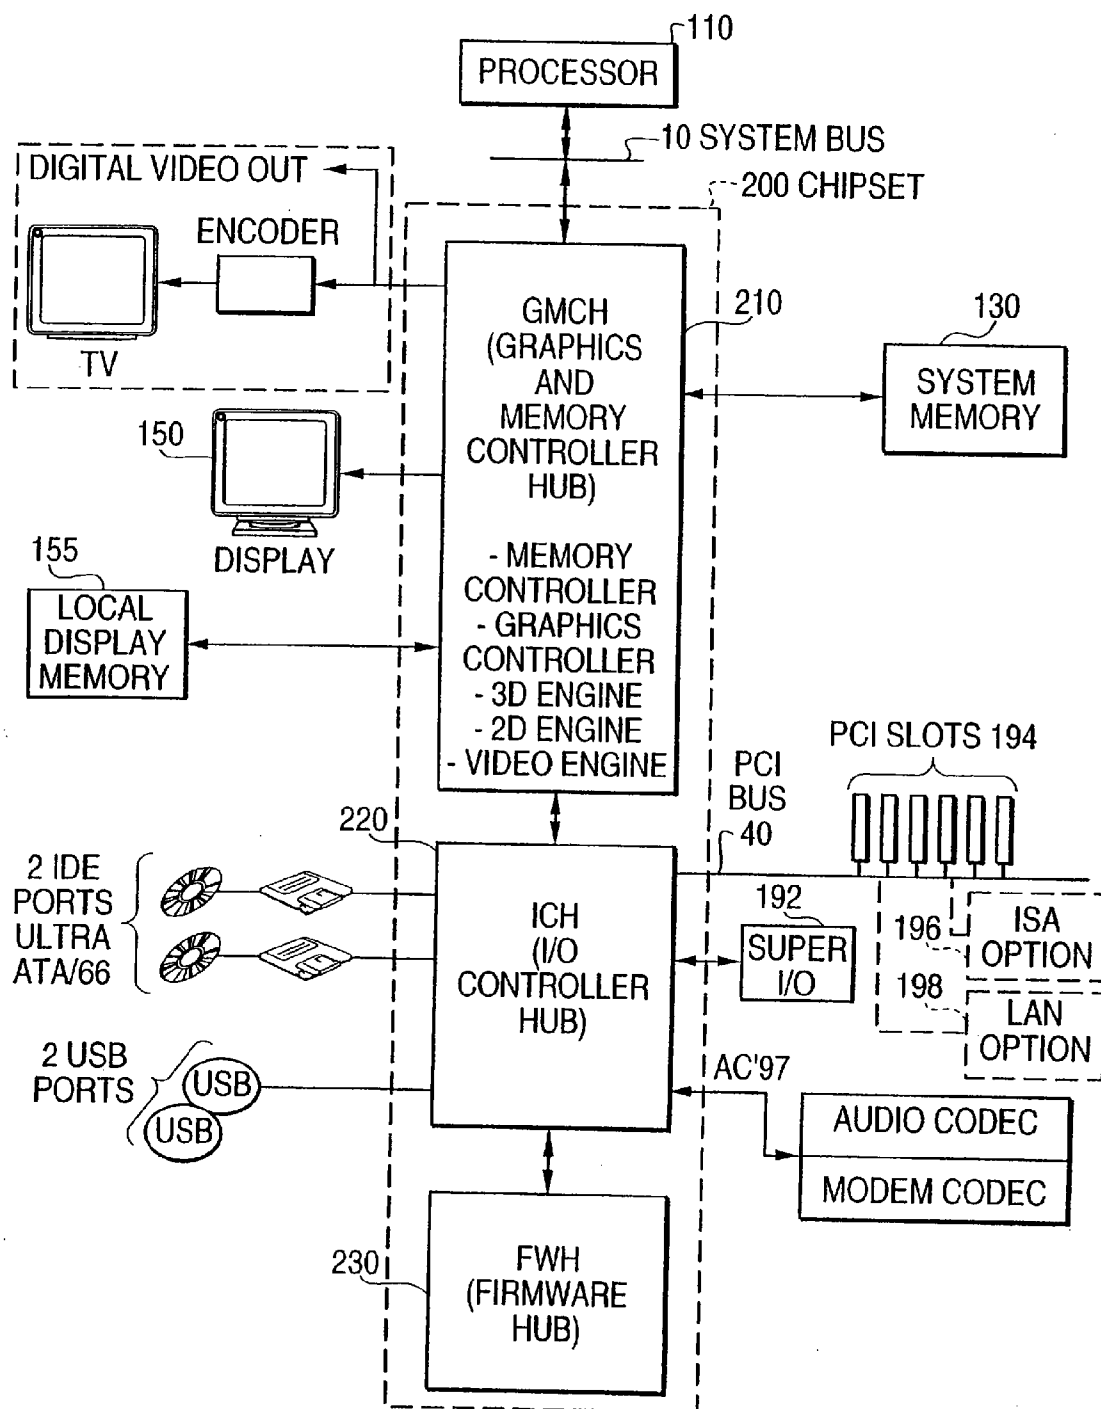 110
PROCESSOR
10 SYSTEM BUS
200 CHIPSET
DIGITAL VIDEO OUT
ENCODER
TV
GMCH
(GRAPHICS
AND
MEMORY
CONTROLLER
HUB)
- MEMORY
CONTROLLER
- GRAPHICS
CONTROLLER
- 3D ENGINE
- 2D ENGINE
- VIDEO ENGINE
210
130
SYSTEM
MEMORY
150
DISPLAY
155
LOCAL
DISPLAY
MEMORY
PCI SLOTS 194
PCI
BUS
40
220
2 IDE
PORTS
ULTRA
ATA/66
ICH
(I/O
CONTROLLER
HUB)
192
SUPER
I/O
196
ISA
OPTION
198
LAN
OPTION
2 USB
PORTS
USB
USB
AC'97
AUDIO CODEC
MODEM CODEC
230
FWH
(FIRMWARE
HUB)